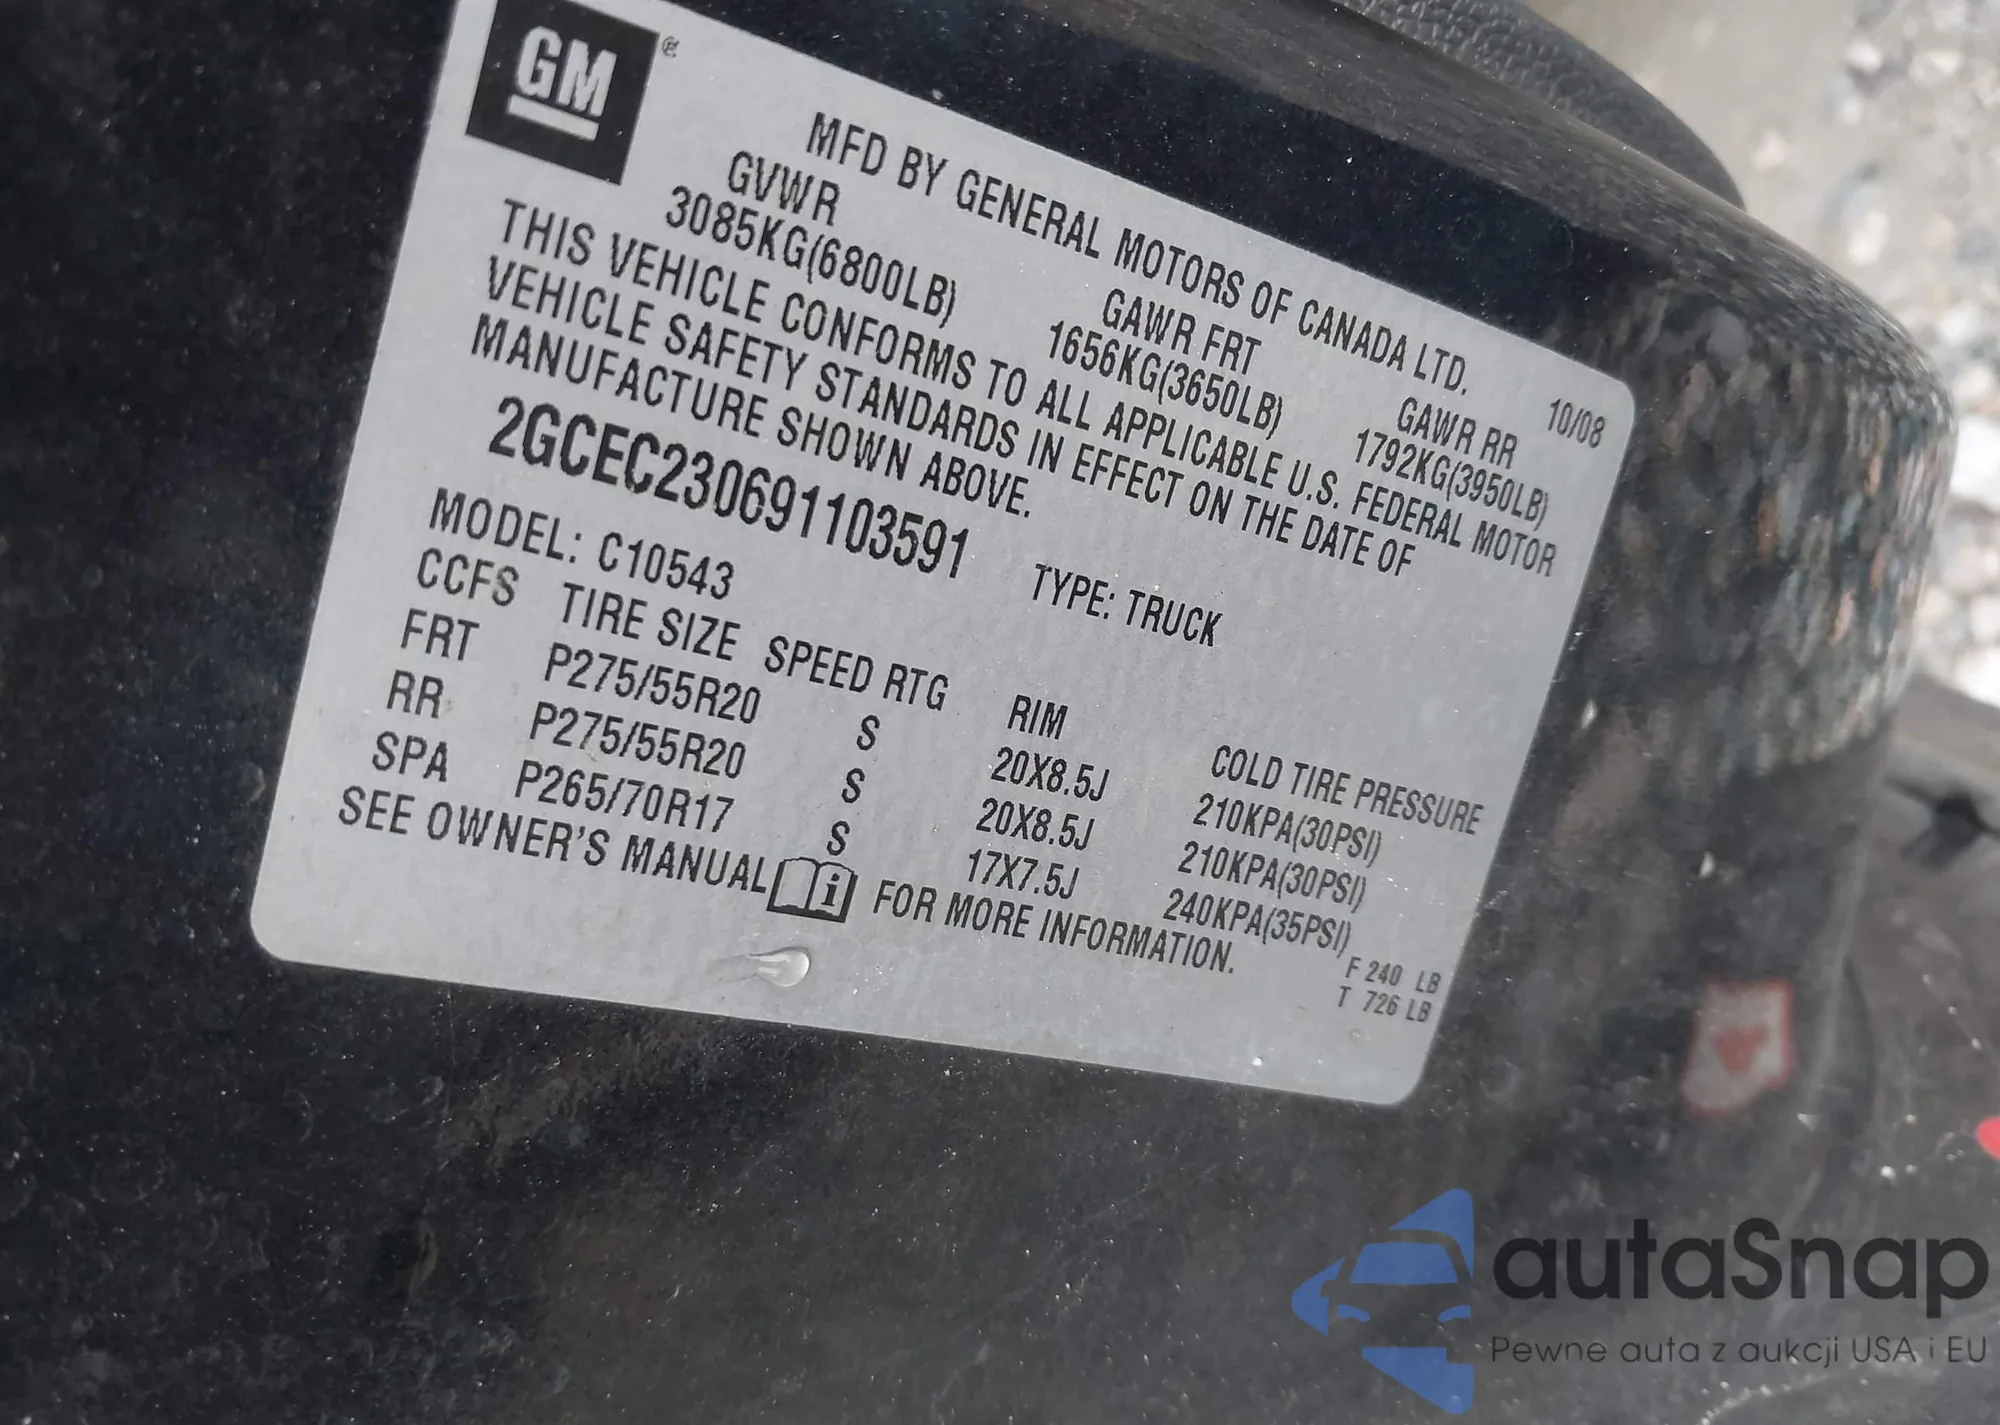 GM
MFD BY GENERAL MOTORS OF CANADA LTD.
10/08
GVWR GAWR FRT GAWR RR
3085KG(6800LB) 1656KG(3650LB) 1792KG(3950LB)
THIS VEHICLE CONFORMS TO ALL APPLICABLE U.S. FEDERAL MOTOR
VEHICLE SAFETY STANDARDS IN EFFECT ON THE DATE OF
MANUFACTURE SHOWN ABOVE.
2GCEC230691103591 TYPE: TRUCK
MODEL: C10543
CCFS TIRE SIZE SPEED RTG RIM COLD TIRE PRESSURE
FRT P275/55R20 S 20X8.5J 210KPA(30PSI)
RR P275/55R20 S 20X8.5J 210KPA(30PSI)
SPA P265/70R17 S 17X7.5J 240KPA(35PSI)
SEE OWNER'S MANUAL i FOR MORE INFORMATION.
F 240 LB
T 726 LB
autaSnap
Pewne auta z aukcji USA i EU